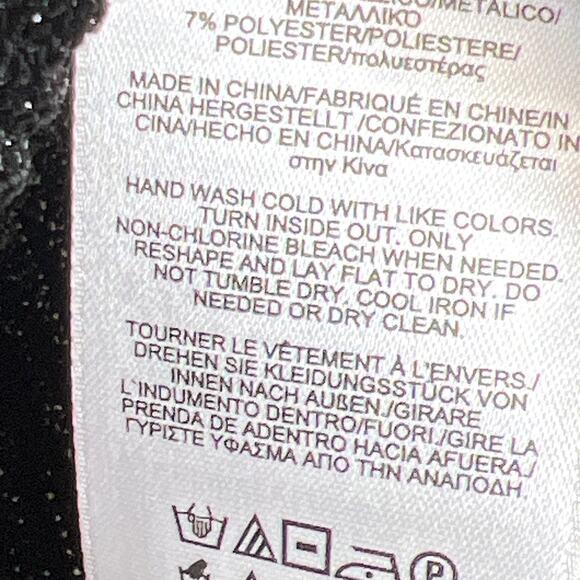 METALICO/
ΜΕΤΑΛΛΙΚΌ
7% POLYESTER/POLIESTERE/
POLIESTER/πολυεστέρας
MADE IN CHINA/FABRIQUÉ EN CHINE/IN
CHINA HERGESTELLT /CONFEZIONATO IN
CINA/HECHO EN CHINA/Κατασκευάζεται
στην Κίνα
HAND WASH COLD WITH LIKE COLORS.
TURN INSIDE OUT. ONLY
NON-CHLORINE BLEACH WHEN NEEDED.
RESHAPE AND LAY FLAT TO DRY. DO
NOT TUMBLE DRY. COOL IRON IF
NEEDED OR DRY CLEAN.
TOURNER LE VÊTEMENT À L'ENVERS./
DREHEN SIE KLEIDUNGSSTÜCK VON
INNEN NACH AUßEN./GIRARE
L`INDUMENTO DENTRO/FUORI./GIRE LA
PRENDA DE ADENTRO HACIA AFUERA./
ΓΥΡΙΣΤΕ ΥΦΑΣΜΑ ΑΠΟ ΤΗΝ ΑΝΑΠΟΔΗ
P